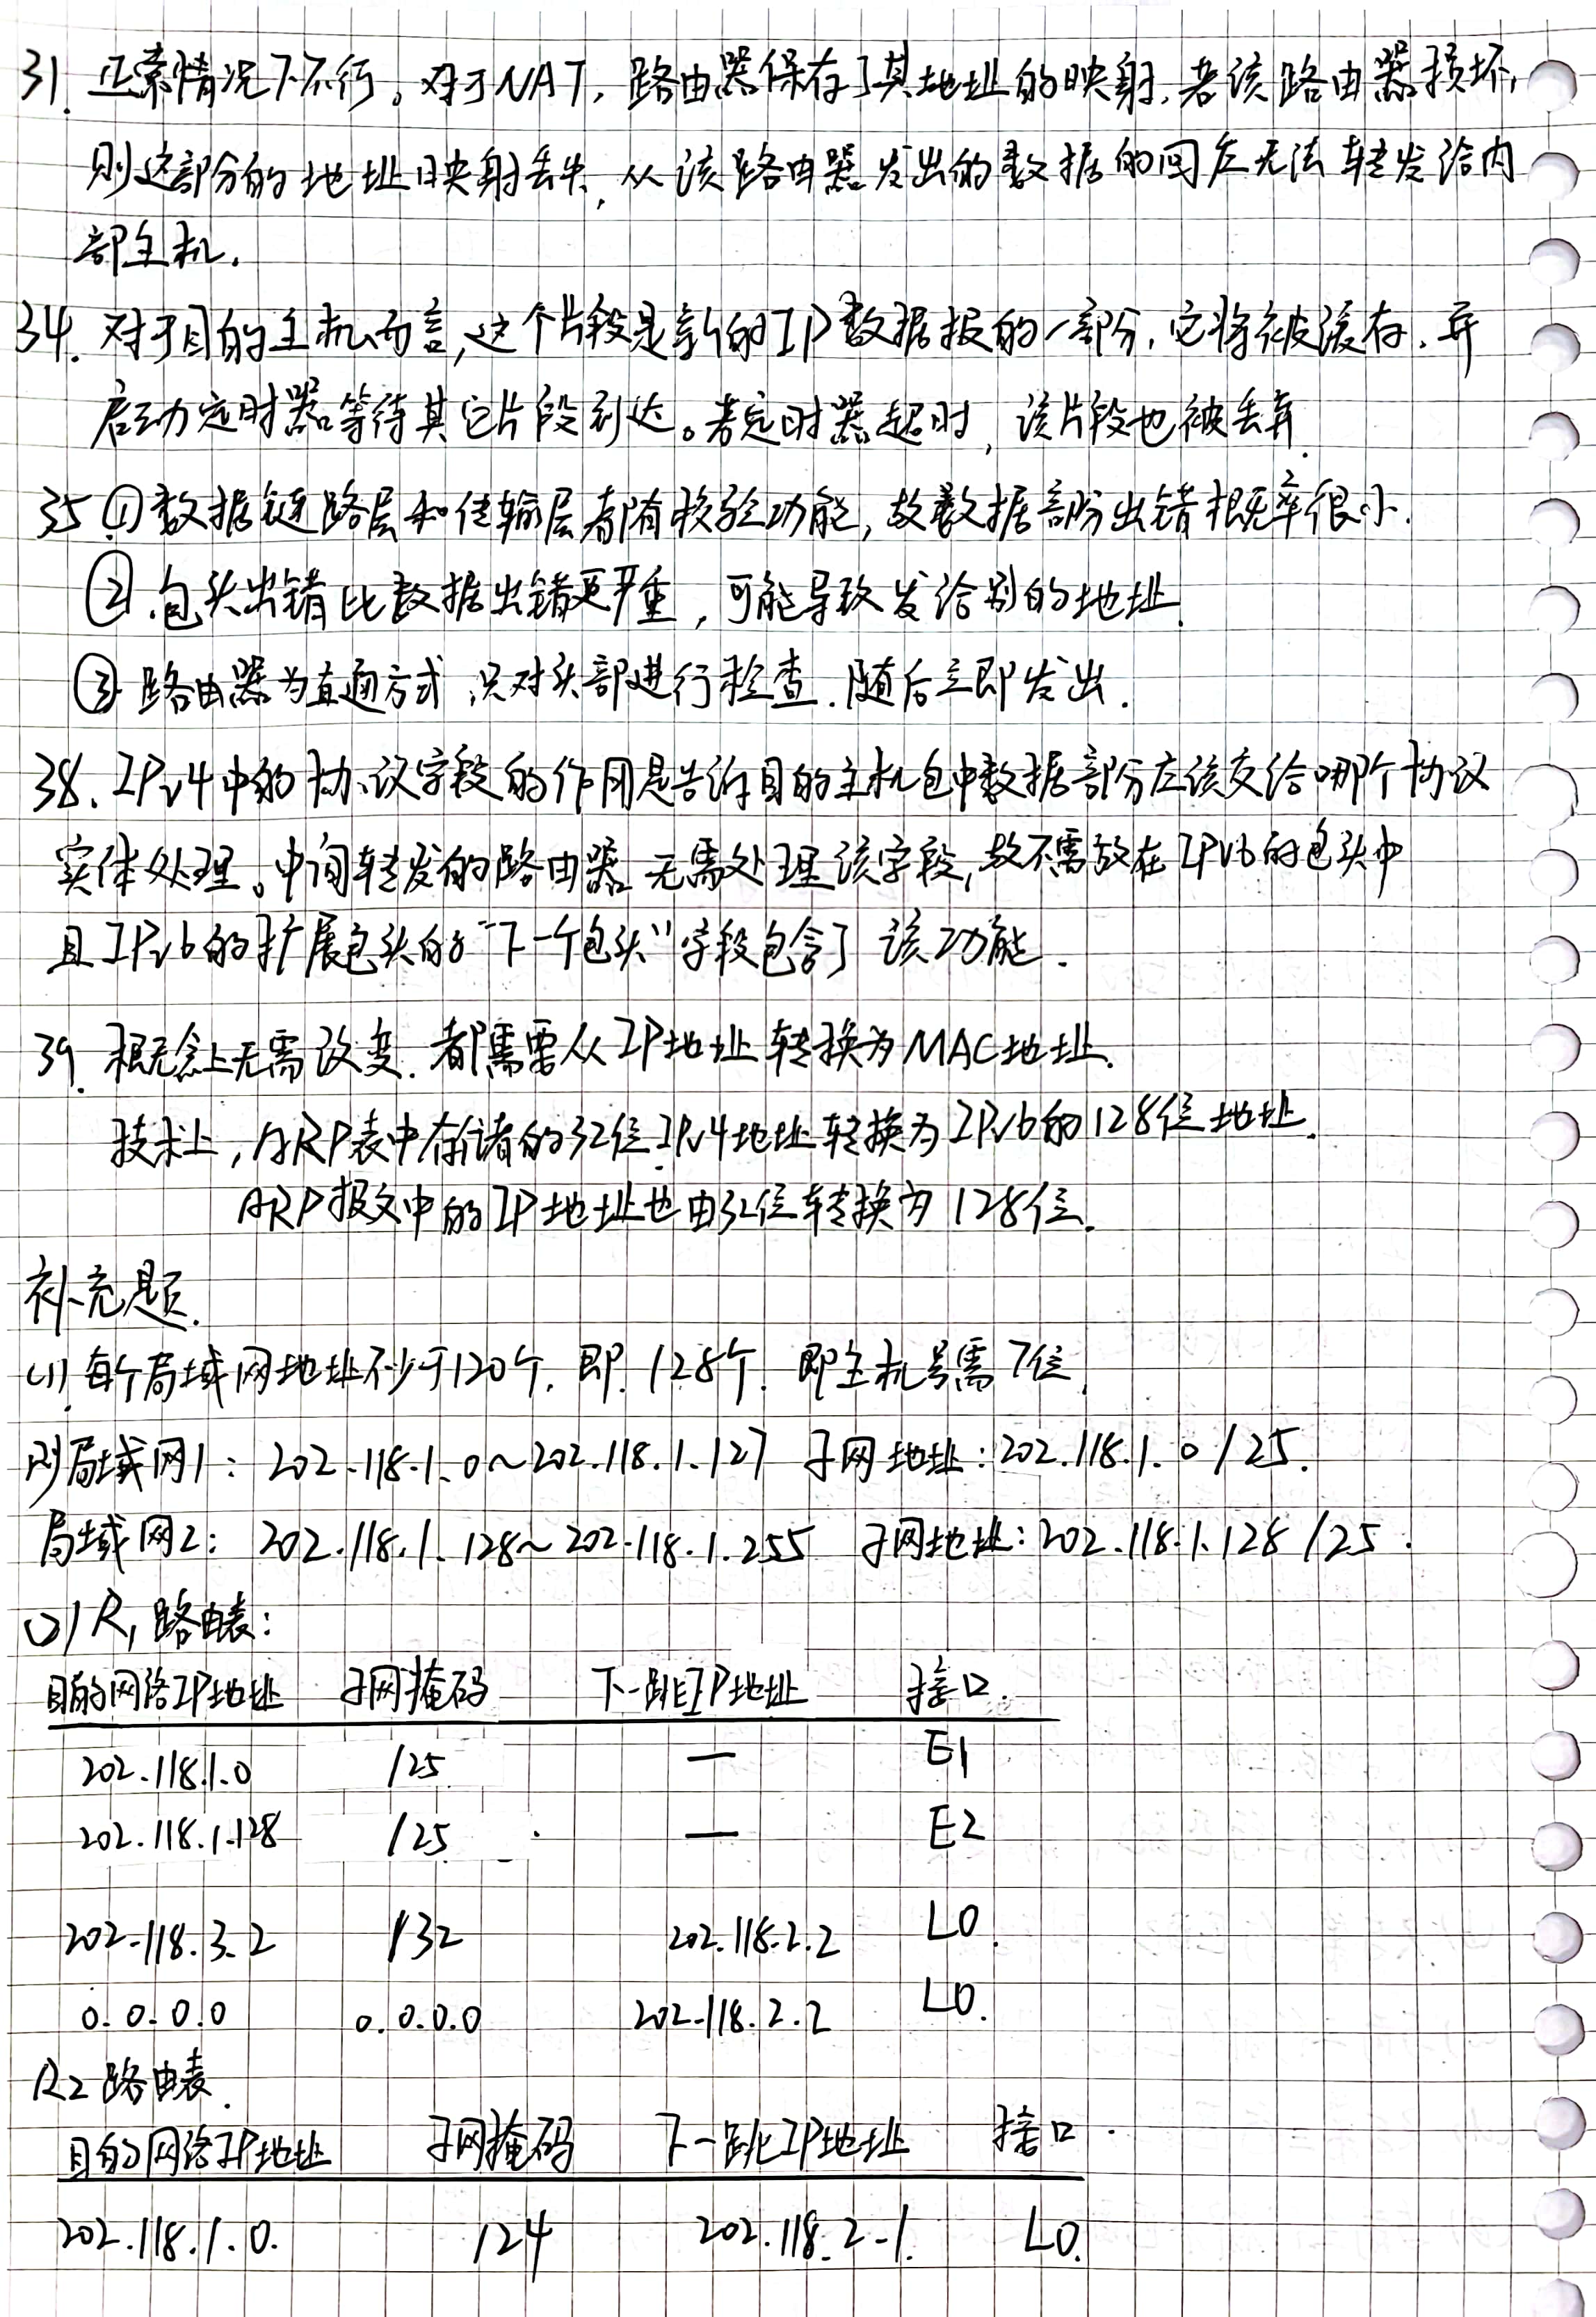 31. 正常情况下不行。对于NAT, 路由器保存了其地址的映射, 若该路由器损坏,
则这部分的地址映射丢失, 从该路由器发出的数据的回应无法转发给内
部主机.
34. 对于目的主机而言, 这个片段是新的IP数据报的一部分, 它将被缓存, 并
启动定时器等待其它片段到达。若定时器超时, 该片段也被丢弃.
35 ①数据链路层和传输层都有校验功能, 故数据部分出错概率很小.
② 包头出错比数据出错更严重, 可能导致发给别的地址.
③ 路由器为直通方式, 只对头部进行检查. 随后立即发出.
38. IPv4中的协议字段的作用是告诉目的主机包中数据部分应该交给哪个协议
实体处理。中间转发的路由器无需处理该字段, 故不需放在IPv6的包头中
且IPv6的扩展包头的“下一个包头”字段包含了该功能.
39. 概念上无需改变. 都需要从IP地址转换为MAC地址.
技术上, ARP表中存储的32位IPv4地址转换为IPv6的128位地址.
ARP报文中的IP地址也由32位转换为128位.
补充题.
(1) 每个局域网地址不少于120个, 即 128个. 即主机号需7位.
则局域网1: 202.118.1.0~202.118.1.127 子网地址: 202.118.1.0 /25.
局域网2: 202.118.1.128~202.118.1.255 子网地址: 202.118.1.128 /25.
(2) R1路由表:
目的网络IP地址 子网掩码 下一跳IP地址 接口.
202.118.1.0 /25 — E1
202.118.1.128 /25 — E2
202.118.3.2 /32 202.118.2.2 L0.
0.0.0.0 0.0.0.0 202.118.2.2 L0.
R2路由表.
目的网络IP地址 子网掩码 下一跳IP地址 接口.
202.118.1.0. /24 202.118.2.1. L0.